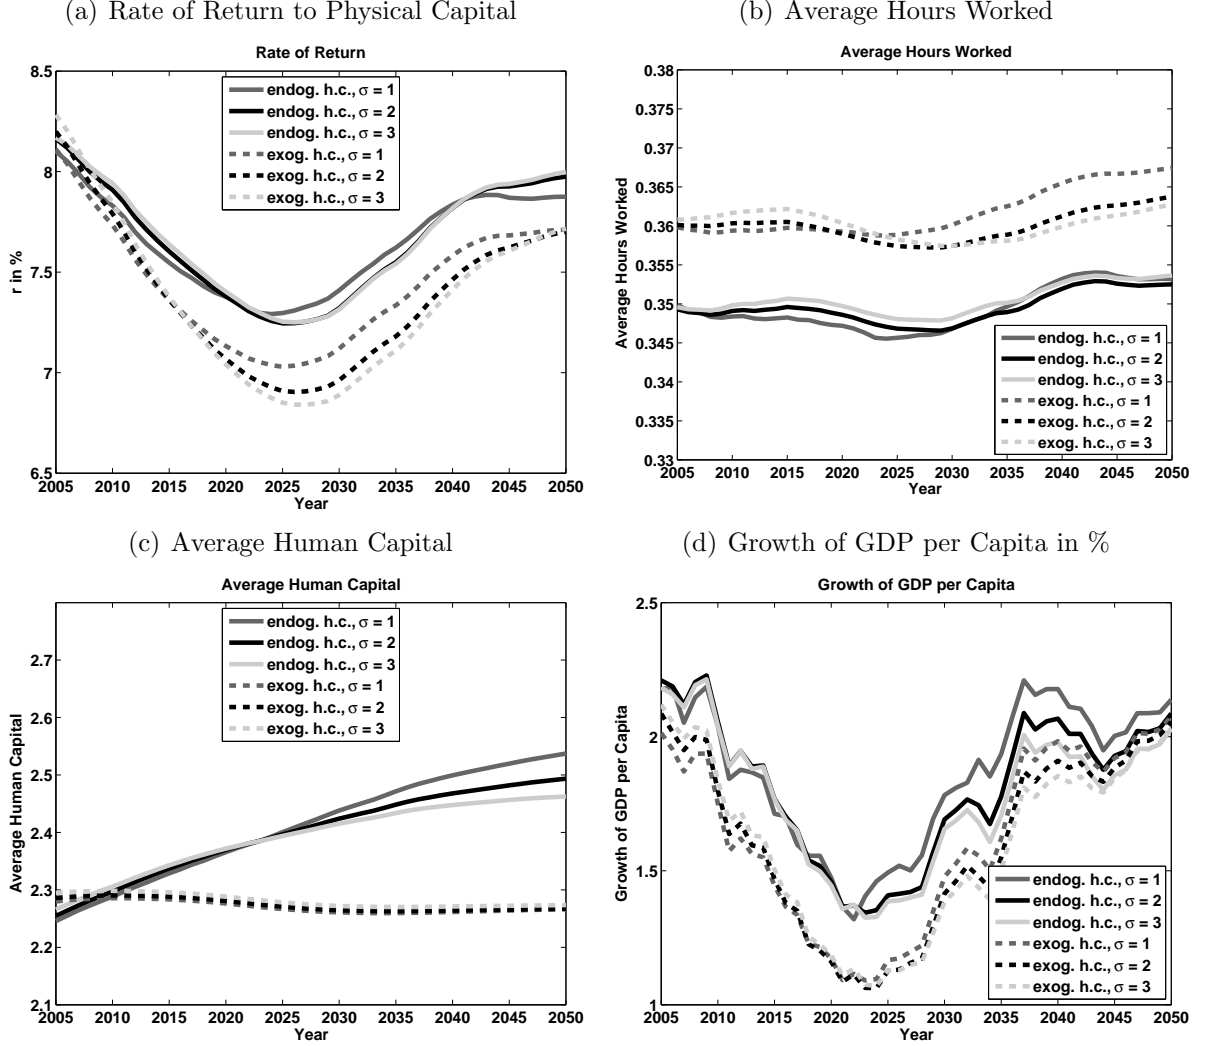 (a) Rate of Return to Physical Capital
Rate of Return
8.5
8
7.5
7
6.5
r in %
endog. h.c., σ = 1
endog. h.c., σ = 2
endog. h.c., σ = 3
exog. h.c., σ = 1
exog. h.c., σ = 2
exog. h.c., σ = 3
2005 2010 2015 2020 2025 2030 2035 2040 2045 2050
Year
(b) Average Hours Worked
Average Hours Worked
0.38
0.375
0.37
0.365
0.36
0.355
0.35
0.345
0.34
0.335
0.33
Average Hours Worked
endog. h.c., σ = 1
endog. h.c., σ = 2
endog. h.c., σ = 3
exog. h.c., σ = 1
exog. h.c., σ = 2
exog. h.c., σ = 3
2005 2010 2015 2020 2025 2030 2035 2040 2045 2050
Year
(c) Average Human Capital
Average Human Capital
2.7
2.6
2.5
2.4
2.3
2.2
2.1
Average Human Capital
endog. h.c., σ = 1
endog. h.c., σ = 2
endog. h.c., σ = 3
exog. h.c., σ = 1
exog. h.c., σ = 2
exog. h.c., σ = 3
2005 2010 2015 2020 2025 2030 2035 2040 2045 2050
Year
(d) Growth of GDP per Capita in %
Growth of GDP per Capita
2.5
2
1.5
1
Growth of GDP per Capita
endog. h.c., σ = 1
endog. h.c., σ = 2
endog. h.c., σ = 3
exog. h.c., σ = 1
exog. h.c., σ = 2
exog. h.c., σ = 3
2005 2010 2015 2020 2025 2030 2035 2040 2045 2050
Year